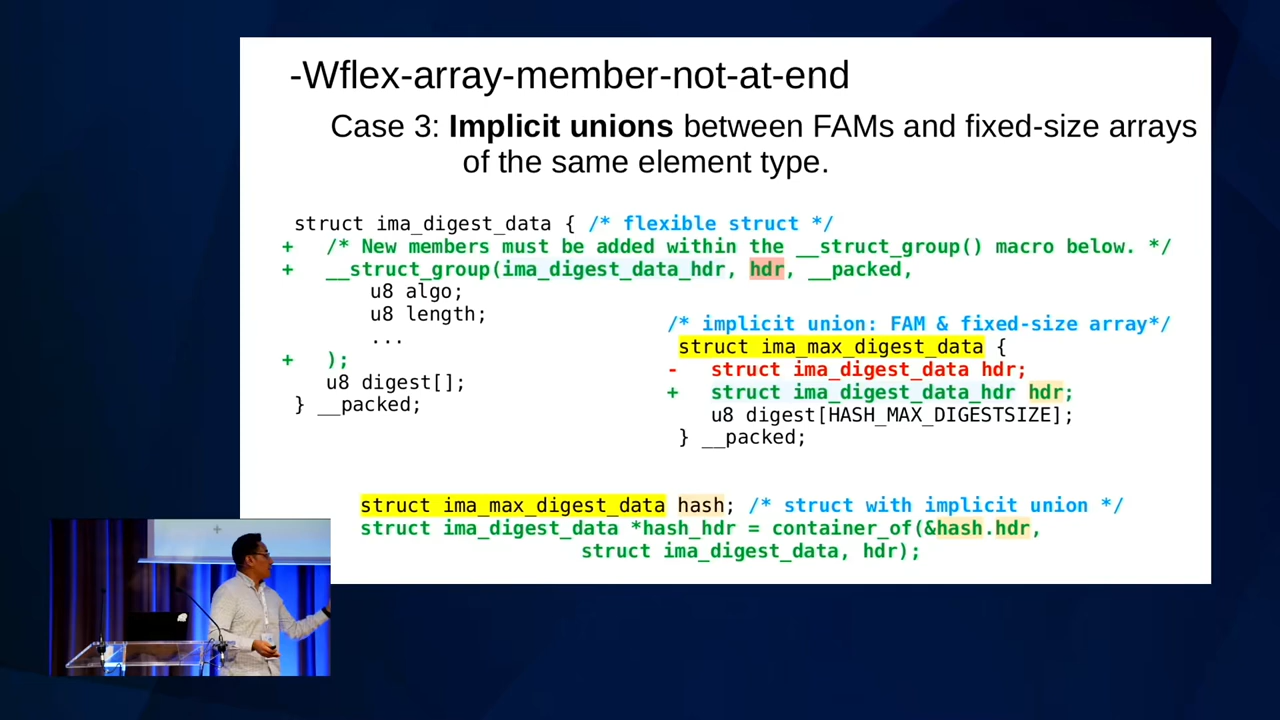 -Wflex-array-member-not-at-end
Case 3: Implicit unions between FAMs and fixed-size arrays
of the same element type.
struct ima_digest_data { /* flexible struct */
+ /* New members must be added within the __struct_group() macro below. */
+ __struct_group(ima_digest_data_hdr, hdr, __packed,
u8 algo;
u8 length;
...
+ );
u8 digest[];
} __packed;
/* implicit union: FAM & fixed-size array*/
struct ima_max_digest_data {
- struct ima_digest_data hdr;
+ struct ima_digest_data_hdr hdr;
u8 digest[HASH_MAX_DIGESTSIZE];
} __packed;
struct ima_max_digest_data hash; /* struct with implicit union */
struct ima_digest_data *hash_hdr = container_of(&hash.hdr,
struct ima_digest_data, hdr);